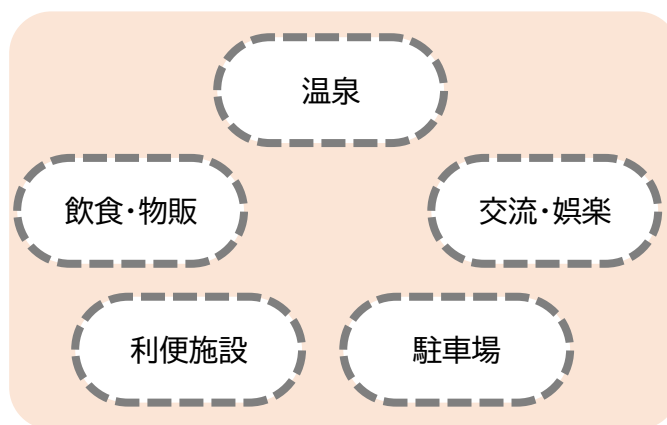 温泉
飲食・物販
交流・娯楽
利便施設
駐車場